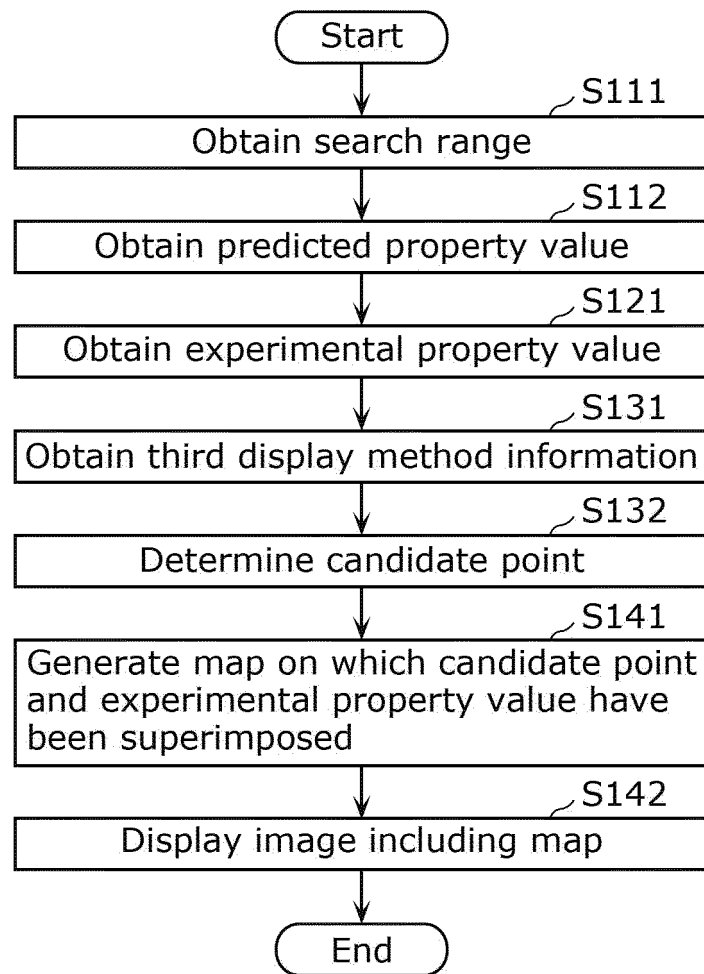 Start
S111
Obtain search range
S112
Obtain predicted property value
S121
Obtain experimental property value
S131
Obtain third display method information
S132
Determine candidate point
S141
Generate map on which candidate point
and experimental property value have
been superimposed
S142
Display image including map
End